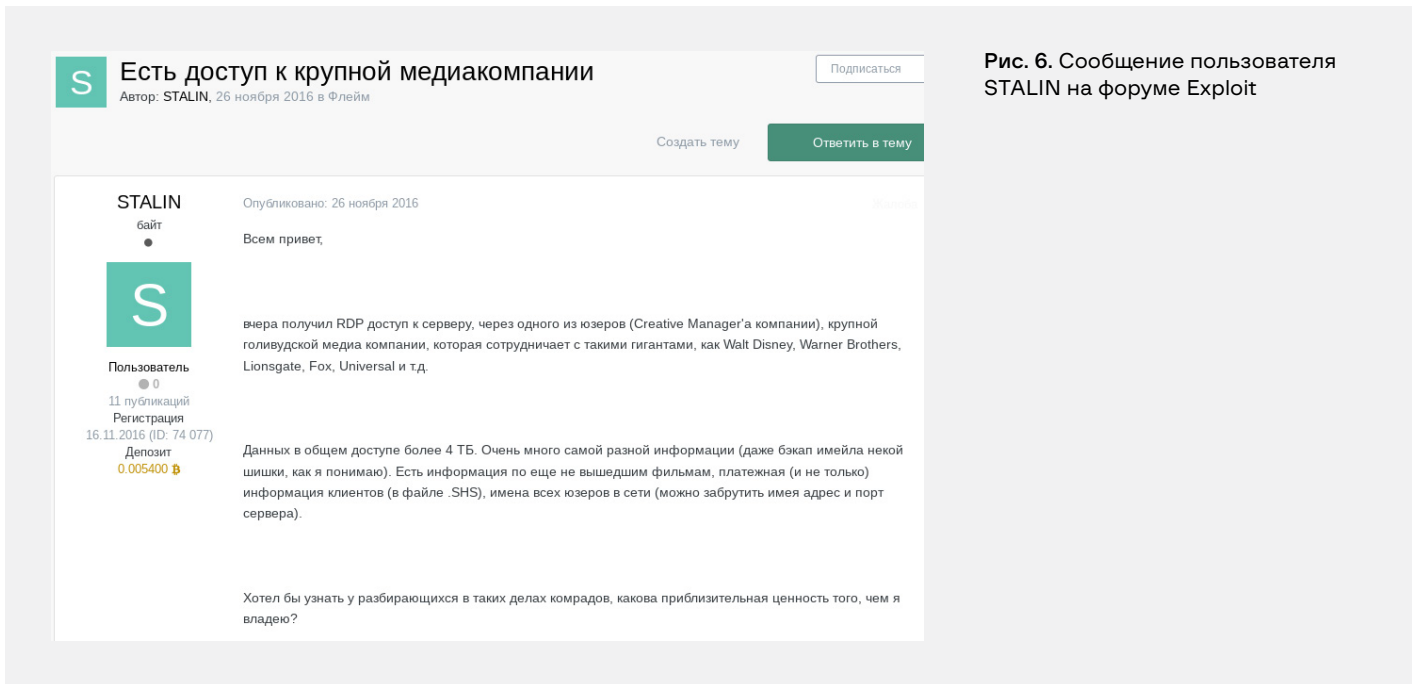 S
Есть доступ к крупной медиакомпании
Автор: STALIN, 26 ноября 2016 в Флейм
Подписаться
Рис. 6. Сообщение пользователя
STALIN на форуме Exploit
Создать тему
Ответить в тему
STALIN
байт
S
Пользователь
0
11 публикаций
Регистрация
16.11.2016 (ID: 74 077)
Депозит
0.005400 ₿
Опубликовано: 26 ноября 2016
Всем привет,
вчера получил RDP доступ к серверу, через одного из юзеров (Creative Manager'а компании), крупной
голивудской медиа компании, которая сотрудничает с такими гигантами, как Walt Disney, Warner Brothers,
Lionsgate, Fox, Universal и т.д.
Данных в общем доступе более 4 ТБ. Очень много самой разной информации (даже бэкап имейла некой
шишки, как я понимаю). Есть информация по еще не вышедшим фильмам, платежная (и не только)
информация клиентов (в файле .SHS), имена всех юзеров в сети (можно забрутить имея адрес и порт
сервера).
Хотел бы узнать у разбирающихся в таких делах комрадов, какова приблизительная ценность того, чем я
владею?